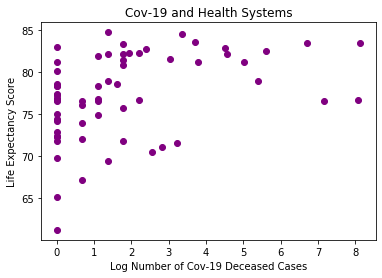 Cov-19 and Health Systems
85
80
75
70
65
Life Expectancy Score
0 1 2 3 4 5 6 7 8
Log Number of Cov-19 Deceased Cases